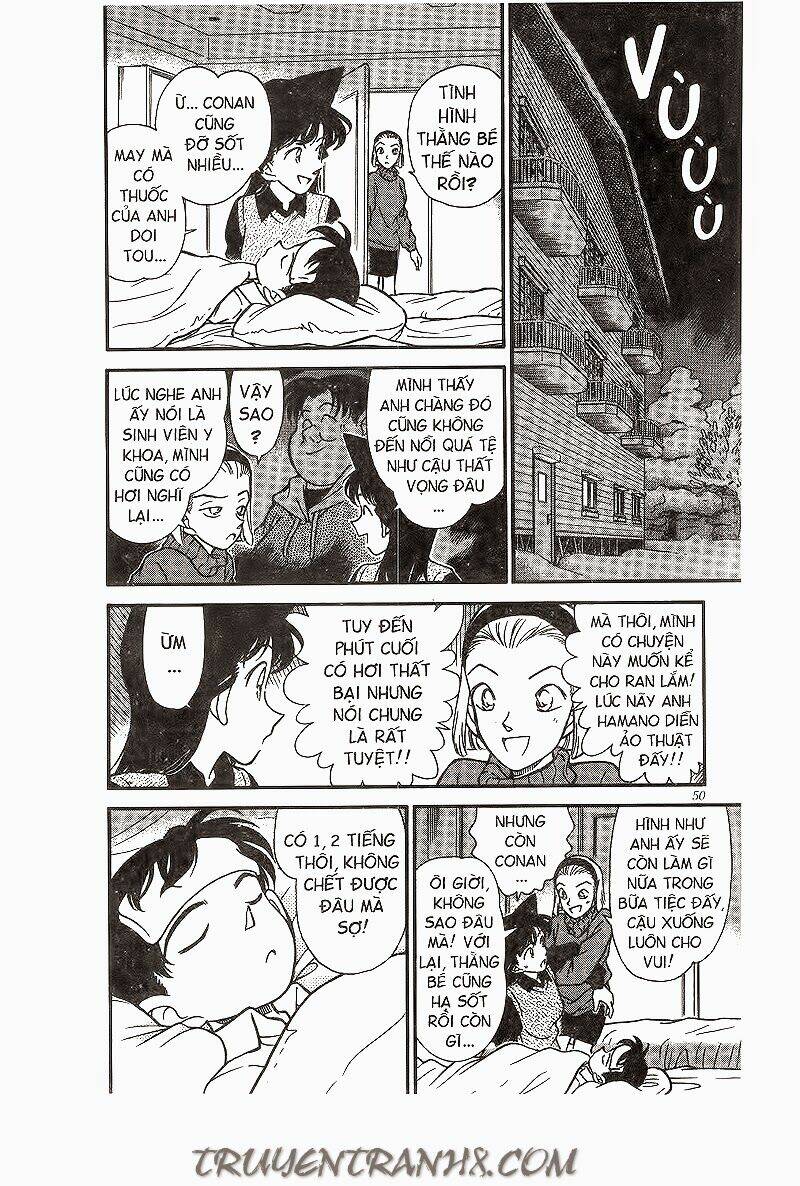 VÙ Ù Ù
TÌNH
HÌNH
THẰNG BÉ
THẾ NÀO
RỒI?
Ừ... CONAN
CŨNG
ĐỠ SỐT
NHIỀU...
MAY MÀ
CÓ
THUỐC
CỦA ANH
DOI
TOU...
MÌNH THẤY
ANH CHÀNG ĐÓ
CŨNG KHÔNG
ĐẾN NỔI QUÁ TỆ
NHƯ CẬU THẤT
VỌNG ĐÂU
...
VẬY
SAO
?
LÚC NGHE ANH
ẤY NÓI LÀ
SINH VIÊN Y
KHOA, MÌNH
CŨNG CÓ
HƠI NGHĨ
LẠI...
MÀ THÔI, MÌNH
CÓ CHUYỆN
NÀY MUỐN KỂ
CHO RAN LẮM!
LÚC NÃY ANH
HAMANO DIỄN
ẢO THUẬT
ĐẤY!!
TUY ĐẾN
PHÚT CUỐI
CÓ HƠI THẤT
BẠI NHƯNG
NÓI CHUNG
LÀ RẤT
TUYỆT!!
ỪM
...
50
HÌNH NHƯ
ANH ẤY SẼ
CÒN LÀM GÌ
NỮA TRONG
BỮA TIỆC ĐẤY,
CẬU XUỐNG
LUÔN CHO
VUI!
NHƯNG
CÒN
CONAN
...
ÔI GIỜI,
KHÔNG
SAO ĐÂU
MÀ! VỚI
LẠI, THẰNG
BÉ CŨNG
HẠ SỐT
RỒI CÒN
GÌ...
CÓ 1, 2 TIẾNG
THÔI, KHÔNG
CHẾT ĐƯỢC
ĐÂU MÀ
SỢ!
TRUYENTRANH8.COM